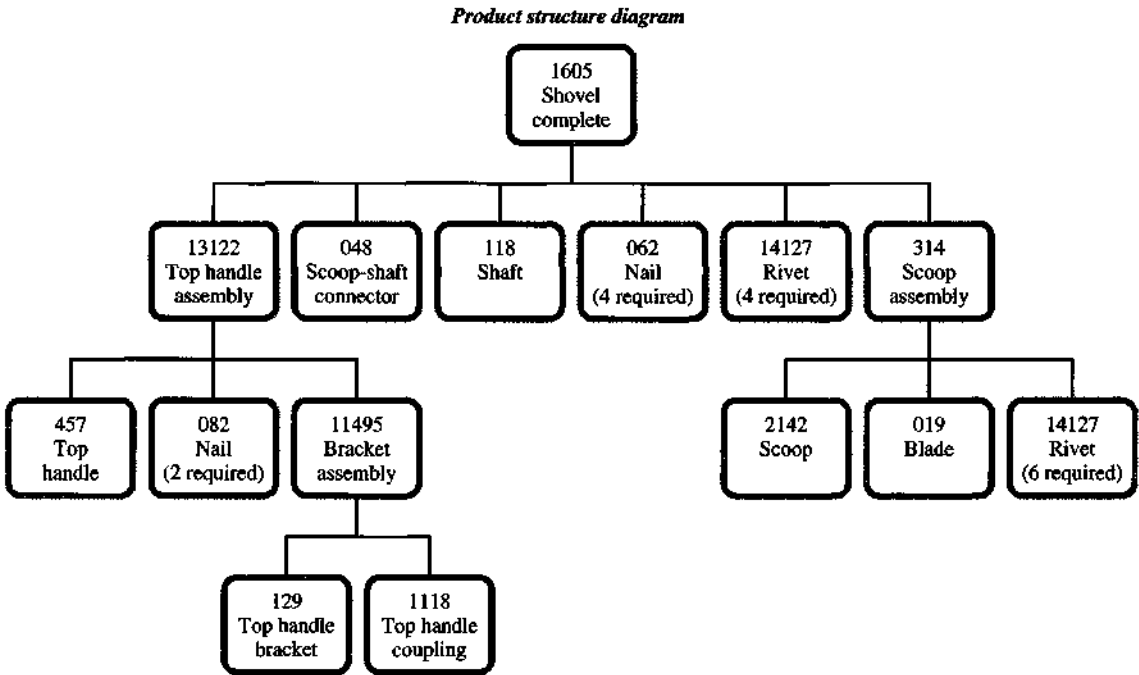 Product structure diagram
1605
Shovel
complete
13122
Top handle
assembly
048
Scoop-shaft
connector
118
Shaft
062
Nail
(4 required)
14127
Rivet
(4 required)
314
Scoop
assembly
457
Top
handle
082
Nail
(2 required)
11495
Bracket
assembly
2142
Scoop
019
Blade
14127
Rivet
(6 required)
129
Top handle
bracket
1118
Top handle
coupling